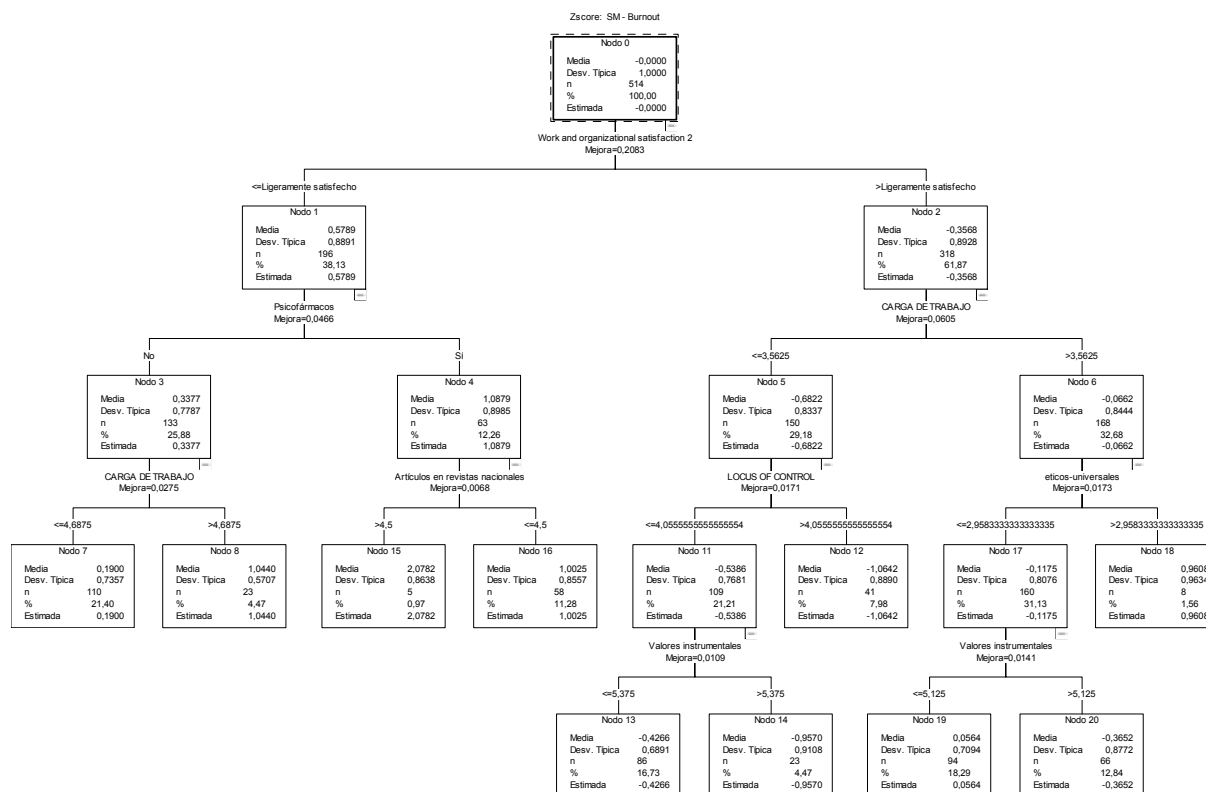 Zscore: SM - Burnout
Nodo 0
Media -0,0000
Desv. Típica 1,0000
n 514
% 100,00
Estimada -0,0000
Work and organizational satisfaction 2
Mejora=0,2083
<=Ligeramente satisfecho
>Ligeramente satisfecho
Nodo 1
Media 0,5789
Desv. Típica 0,8891
n 196
% 38,13
Estimada 0,5789
Nodo 2
Media -0,3568
Desv. Típica 0,8928
n 318
% 61,87
Estimada -0,3568
Psicofármacos
Mejora=0,0466
CARGA DE TRABAJO
Mejora=0,0605
No
Sí
<=3,5625
>3,5625
Nodo 3
Media 0,3377
Desv. Típica 0,7787
n 133
% 25,88
Estimada 0,3377
Nodo 4
Media 1,0879
Desv. Típica 0,8985
n 63
% 12,26
Estimada 1,0879
Nodo 5
Media -0,6822
Desv. Típica 0,8337
n 150
% 29,18
Estimada -0,6822
Nodo 6
Media -0,0662
Desv. Típica 0,8444
n 168
% 32,68
Estimada -0,0662
CARGA DE TRABAJO
Mejora=0,0275
Artículos en revistas nacionales
Mejora=0,0068
LOCUS OF CONTROL
Mejora=0,0171
eticos-universales
Mejora=0,0173
<=4,6875
>4,6875
>4,5
<=4,5
<=4,0555555555555554
>4,0555555555555554
<=2,9583333333333335
>2,9583333333333335
Nodo 7
Media 0,1900
Desv. Típica 0,7357
n 110
% 21,40
Estimada 0,1900
Nodo 8
Media 1,0440
Desv. Típica 0,5707
n 23
% 4,47
Estimada 1,0440
Nodo 15
Media 2,0782
Desv. Típica 0,8638
n 5
% 0,97
Estimada 2,0782
Nodo 16
Media 1,0025
Desv. Típica 0,8557
n 58
% 11,28
Estimada 1,0025
Nodo 11
Media -0,5386
Desv. Típica 0,7681
n 109
% 21,21
Estimada -0,5386
Nodo 12
Media -1,0642
Desv. Típica 0,8890
n 41
% 7,98
Estimada -1,0642
Nodo 17
Media -0,1175
Desv. Típica 0,8076
n 160
% 31,13
Estimada -0,1175
Nodo 18
Media 0,9608
Desv. Típica 0,9634
n 8
% 1,56
Estimada 0,9608
Valores instrumentales
Mejora=0,0109
Valores instrumentales
Mejora=0,0141
<=5,375
>5,375
<=5,125
>5,125
Nodo 13
Media -0,4266
Desv. Típica 0,6891
n 86
% 16,73
Estimada -0,4266
Nodo 14
Media -0,9570
Desv. Típica 0,9108
n 23
% 4,47
Estimada -0,9570
Nodo 19
Media 0,0564
Desv. Típica 0,7094
n 94
% 18,29
Estimada 0,0564
Nodo 20
Media -0,3652
Desv. Típica 0,8772
n 66
% 12,84
Estimada -0,3652